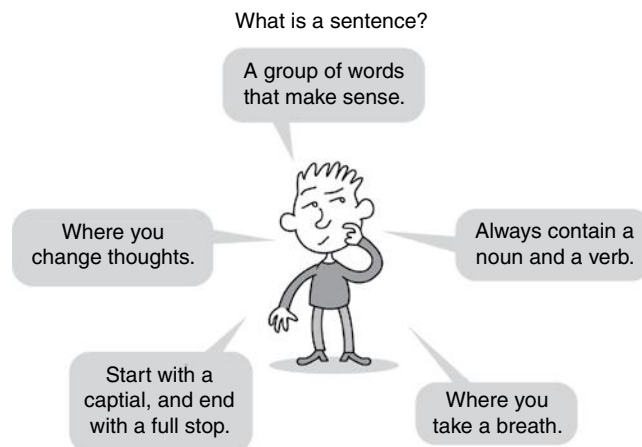 What is a sentence?
A group of words
that make sense.
Where you
change thoughts.
Always contain a
noun and a verb.
Start with a
captial, and end
with a full stop.
Where you
take a breath.